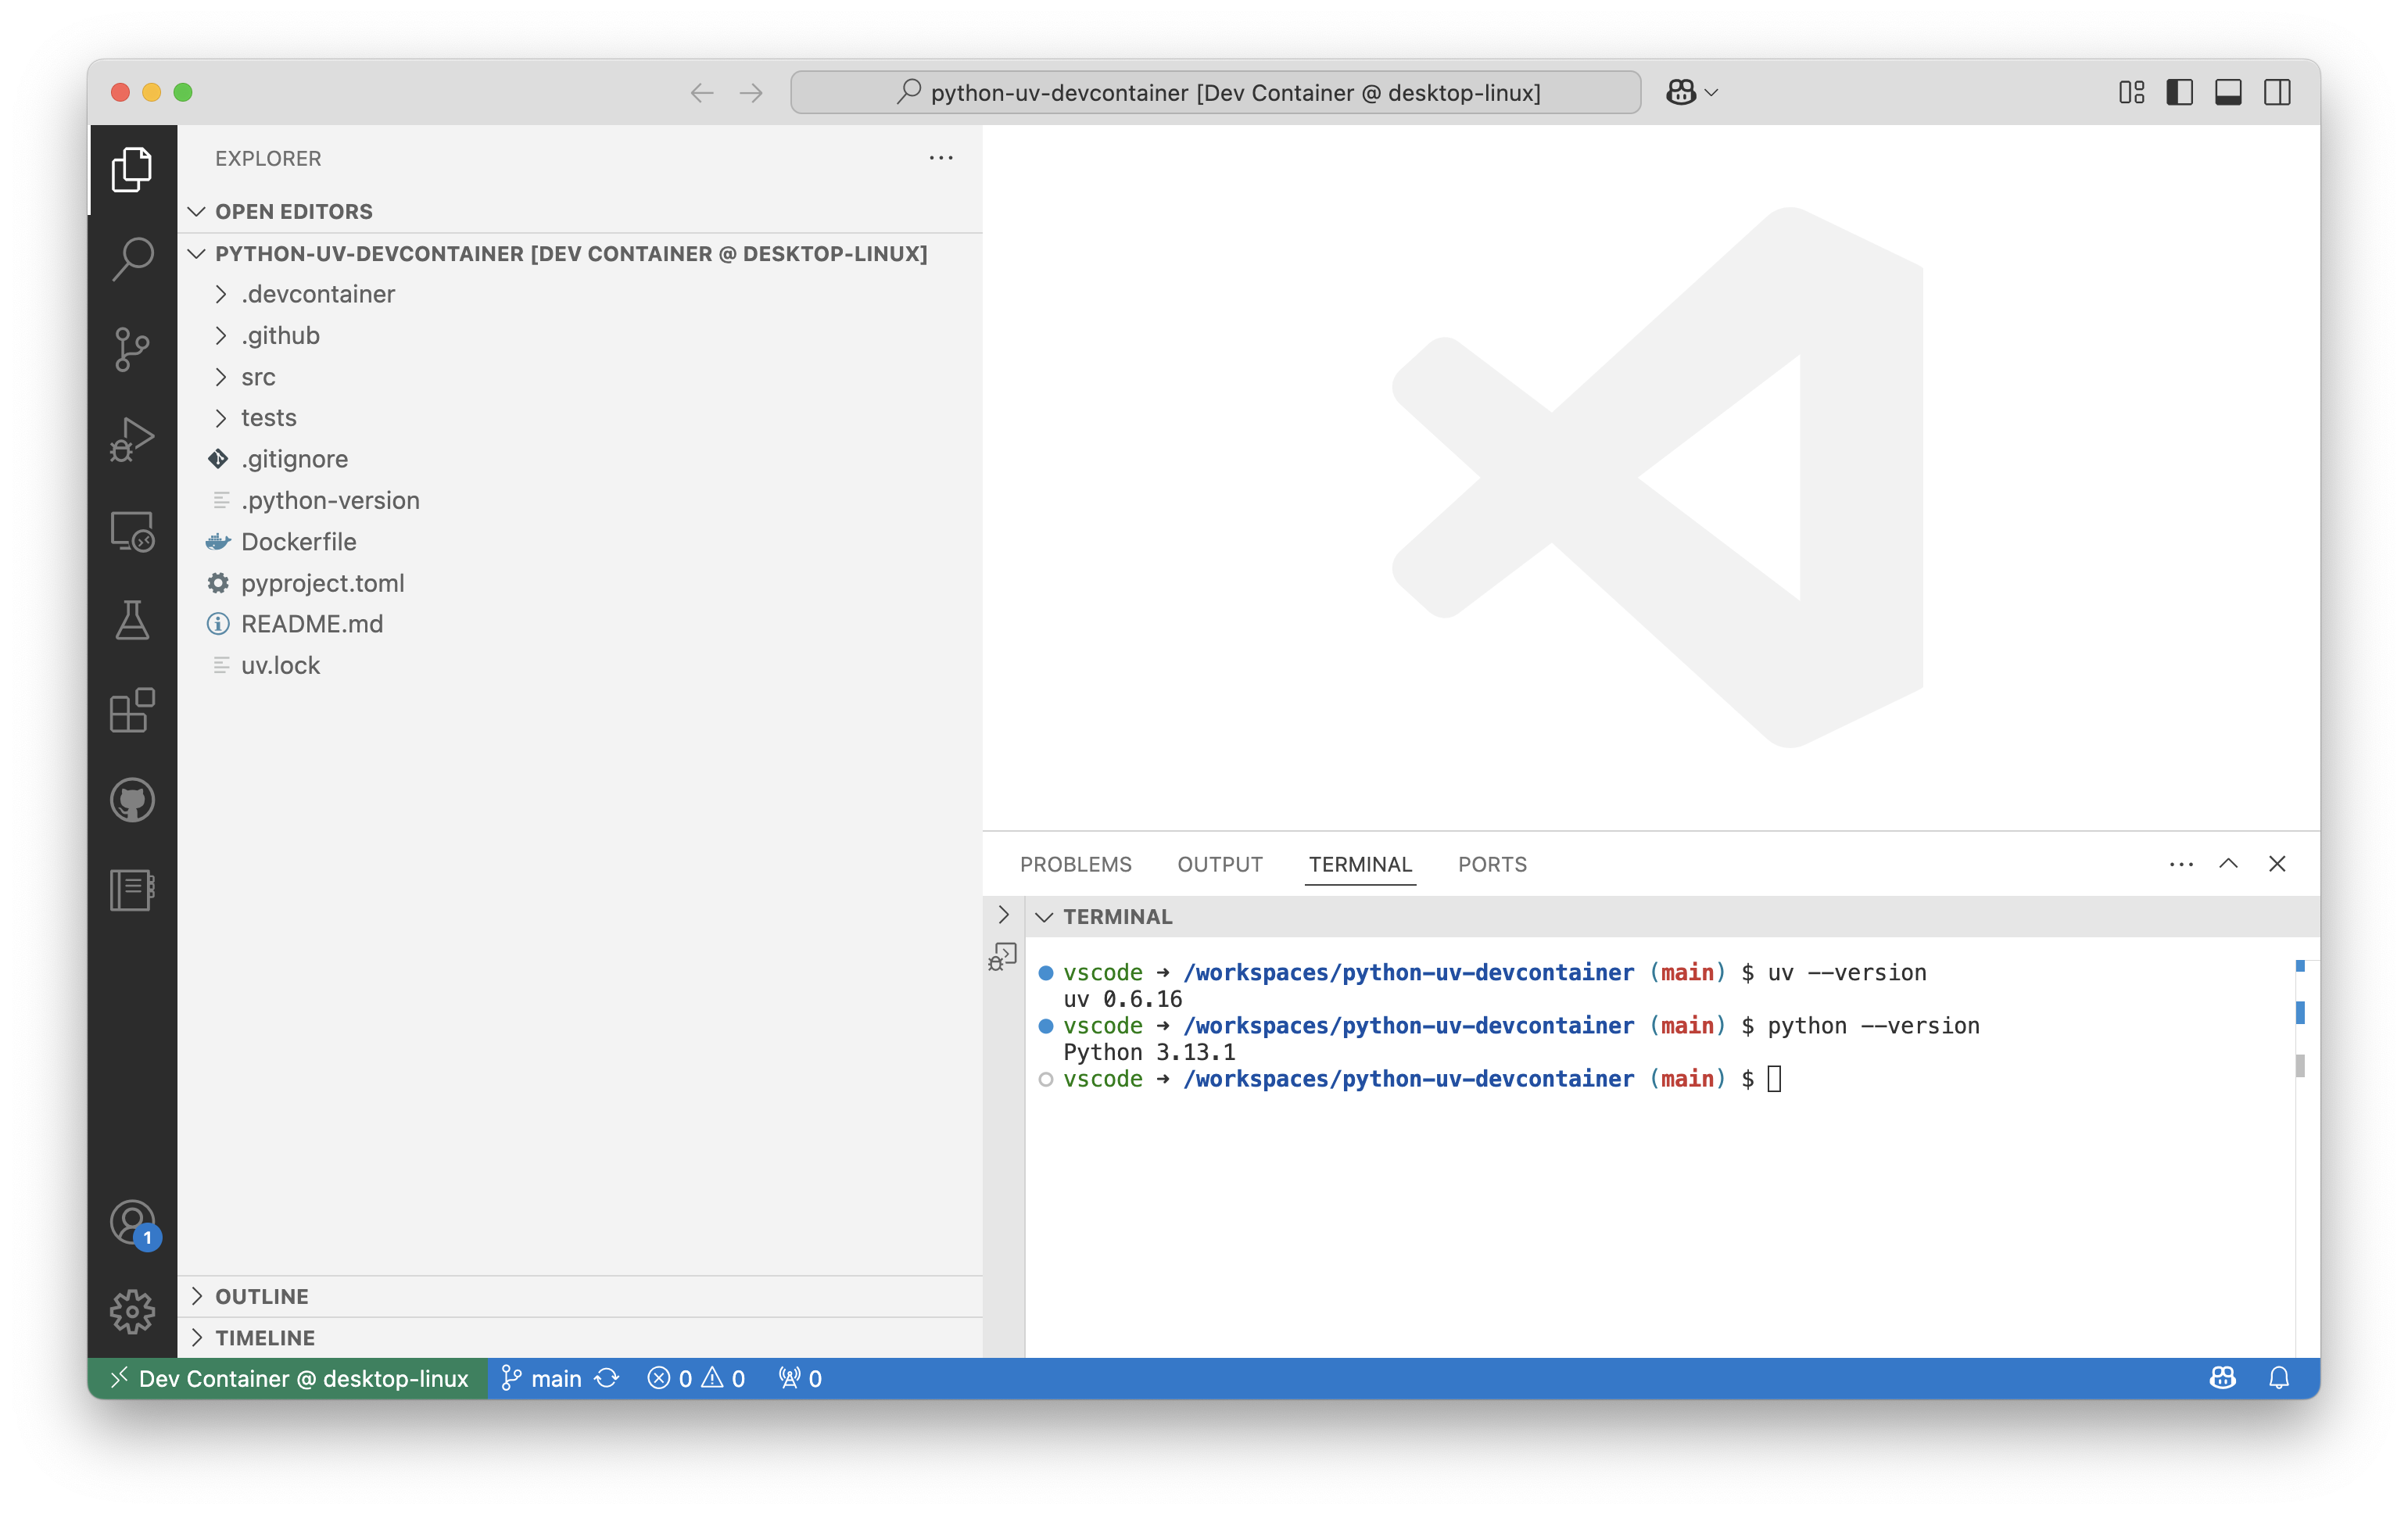 python-uv-devcontainer [Dev Container @ desktop-linux]
EXPLORER
OPEN EDITORS
PYTHON-UV-DEVCONTAINER [DEV CONTAINER @ DESKTOP-LINUX]
.devcontainer
.github
src
tests
.gitignore
.python-version
Dockerfile
pyproject.toml
README.md
uv.lock
OUTLINE
TIMELINE
1
PROBLEMS OUTPUT TERMINAL PORTS
TERMINAL
vscode ➜ /workspaces/python-uv-devcontainer (main) $ uv --version
uv 0.6.16
vscode ➜ /workspaces/python-uv-devcontainer (main) $ python --version
Python 3.13.1
vscode ➜ /workspaces/python-uv-devcontainer (main) $
Dev Container @ desktop-linux main 0 0 0